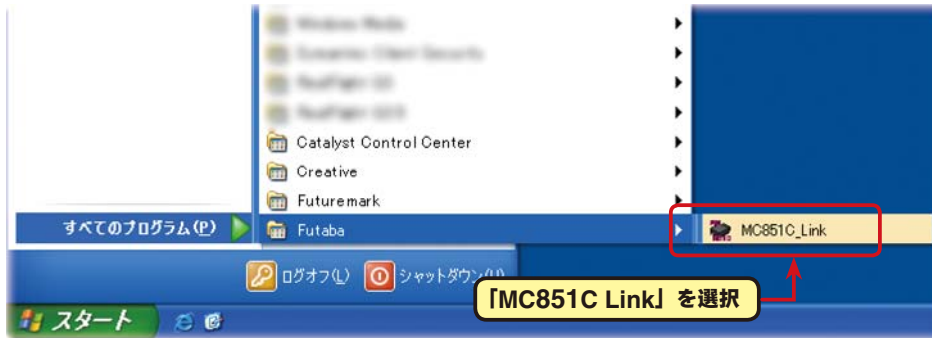 Catalyst Control Center
Creative
Futuremark
すべてのプログラム(P)
Futaba
MC851C_Link
ログオフ(L)
シャットダウン(U)
「MC851C Link」を選択
スタート